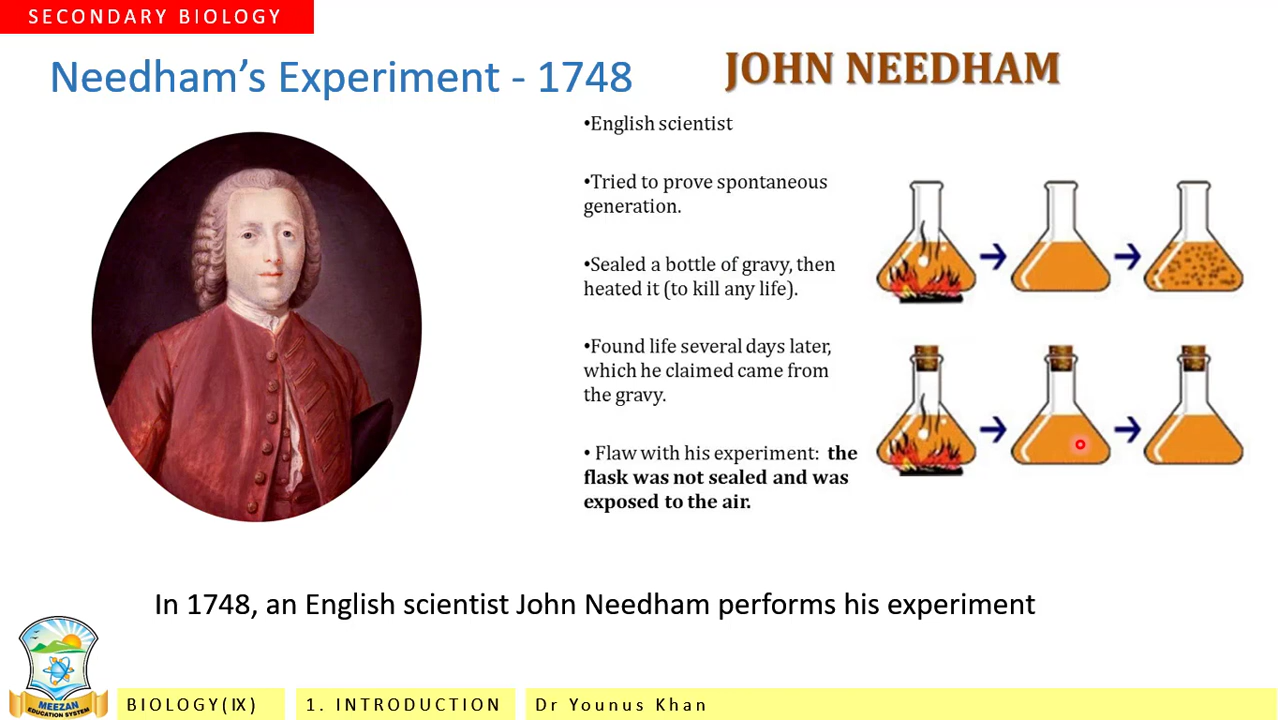 SECONDARY BIOLOGY
Needham’s Experiment - 1748
JOHN NEEDHAM
•English scientist
•Tried to prove spontaneous
generation.
•Sealed a bottle of gravy, then
heated it (to kill any life).
•Found life several days later,
which he claimed came from
the gravy.
• Flaw with his experiment: the
flask was not sealed and was
exposed to the air.
In 1748, an English scientist John Needham performs his experiment
MEEZAN
EDUCATION SYSTEM
BIOLOGY(IX)
1. INTRODUCTION
Dr Younus Khan